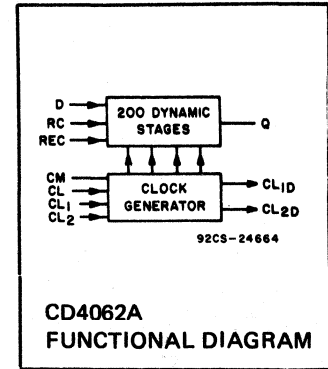 D
RC
REC
200 DYNAMIC
STAGES
Q
CM
CL
CL1
CL2
CLOCK
GENERATOR
CL1D
CL2D
92CS-24664
CD4062A
FUNCTIONAL DIAGRAM